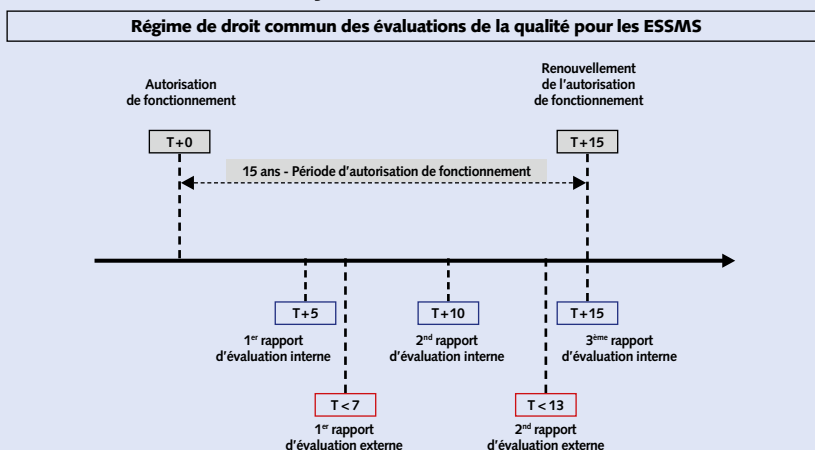 Régime de droit commun des évaluations de la qualité pour les ESSMS
Autorisation
de fonctionnement
Renouvellement
de l'autorisation
de fonctionnement
T+0
T+15
15 ans - Période d'autorisation de fonctionnement
T+5
T+10
T+15
1er rapport
d'évaluation interne
2nd rapport
d'évaluation interne
3ème rapport
d'évaluation interne
T<7
T<13
1er rapport
d'évaluation externe
2nd rapport
d'évaluation externe